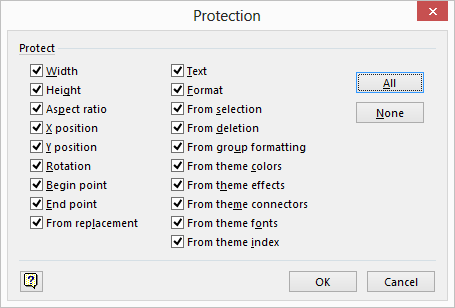 Protection
Protect
Width
Height
Aspect ratio
X position
Y position
Rotation
Begin point
End point
From replacement
Text
Format
From selection
From deletion
From group formatting
From theme colors
From theme effects
From theme connectors
From theme fonts
From theme index
All
None
?
OK
Cancel